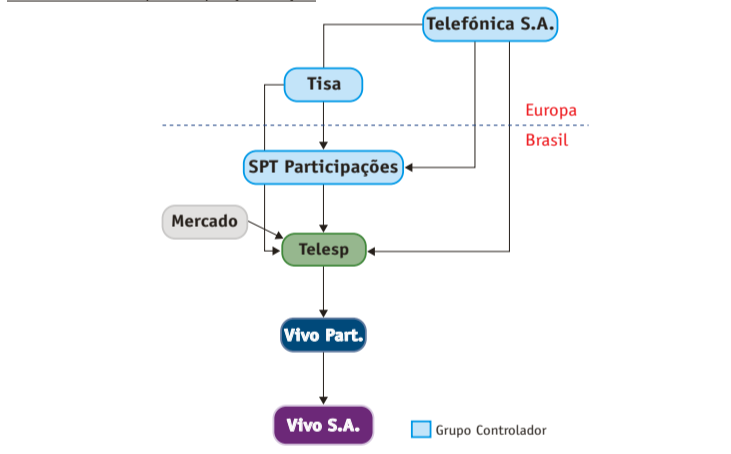 Telefónica S.A.
Tisa
Europa
Brasil
SPT Participações
Mercado
Telesp
Vivo Part.
Vivo S.A.
Grupo Controlador